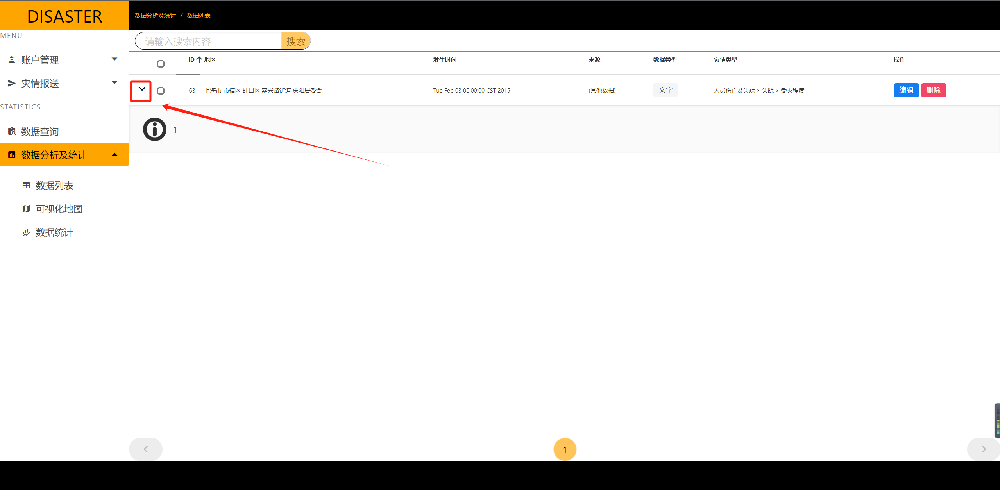 DISASTER
数据分析及统计 / 数据列表
MENU
请输入搜索内容 搜索
账户管理
ID 地区 发生时间 来源 数据类型 灾情类型 操作
灾情报送
63 上海市 市辖区 虹口区 嘉兴路街道 庆阳居委会 Tue Feb 03 00:00:00 CST 2015 (其他数据) 文字 人员伤亡及失踪 > 失踪 > 受灾程度 编辑 删除
STATISTICS
1
数据查询
数据分析及统计
数据列表
可视化地图
数据统计
1